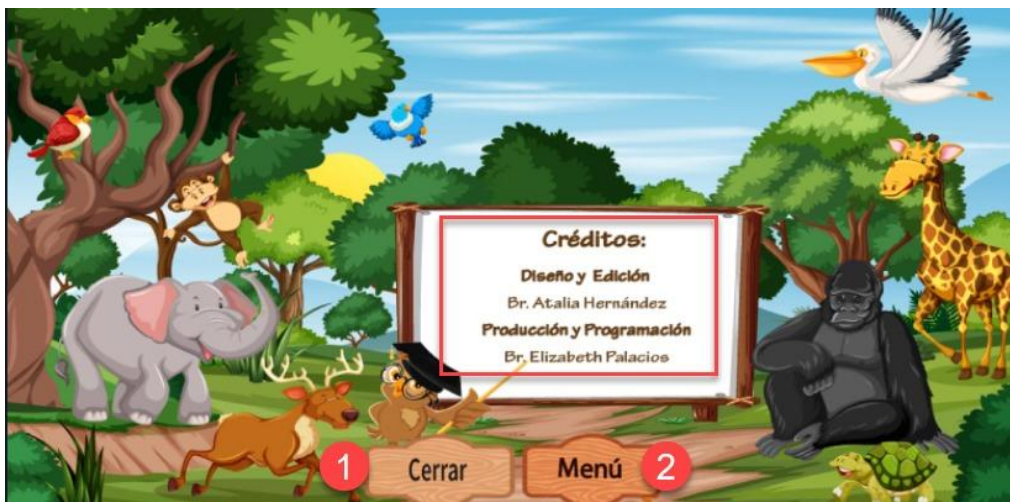 Créditos:
Diseño y Edición
Br. Atalia Hernández
Producción y Programación
Br. Elizabeth Palacios
1 Cerrar Menú 2